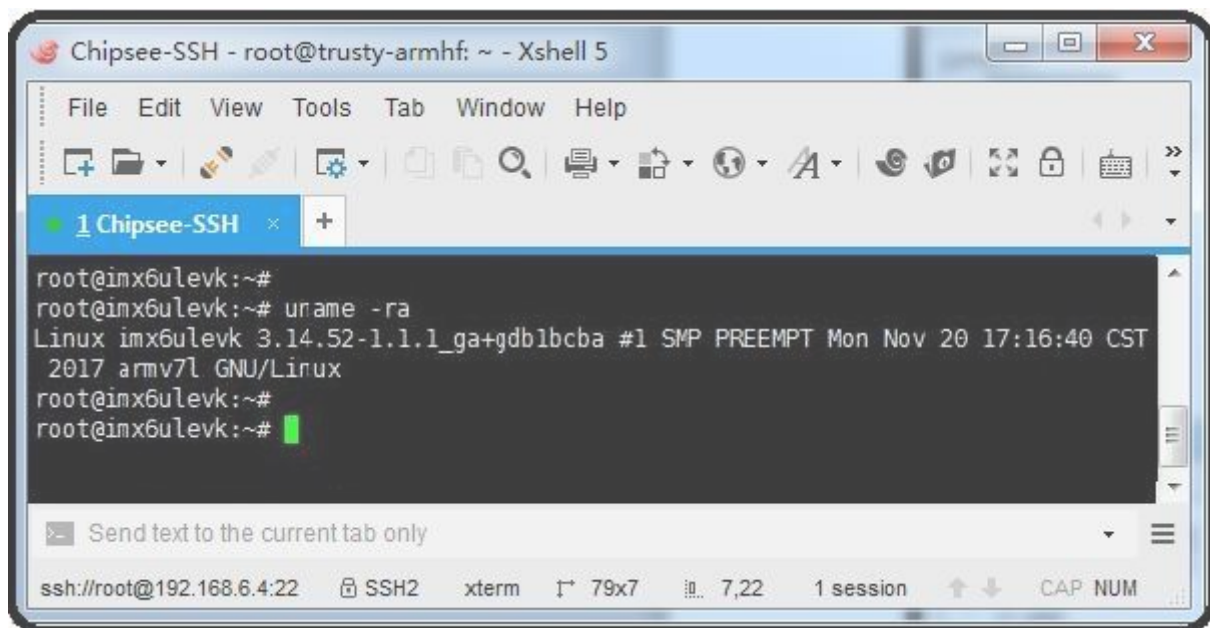 Chipsee-SSH - root@trusty-armhf: ~ - Xshell 5
File Edit View Tools Tab Window Help
1 Chipsee-SSH × +
root@imx6ulevk:~#
root@imx6ulevk:~# uname -ra
Linux imx6ulevk 3.14.52-1.1.1_ga+gdb1bcba #1 SMP PREEMPT Mon Nov 20 17:16:40 CST
2017 armv7l GNU/Linux
root@imx6ulevk:~#
root@imx6ulevk:~#
Send text to the current tab only
ssh://root@192.168.6.4:22 SSH2 xterm 79x7 7,22 1 session CAP NUM